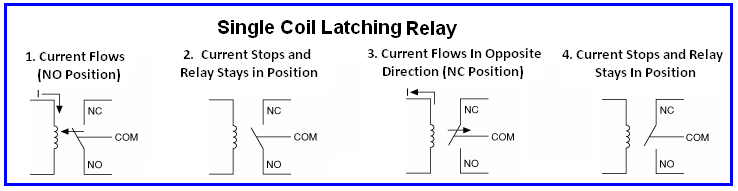 Single Coil Latching Relay
1. Current Flows
(NO Position)
2. Current Stops and
Relay Stays in Position
3. Current Flows In Opposite
Direction (NC Position)
4. Current Stops and Relay
Stays In Position
I
NC
COM
NO
NC
COM
NO
I
NC
COM
NO
NC
COM
NO